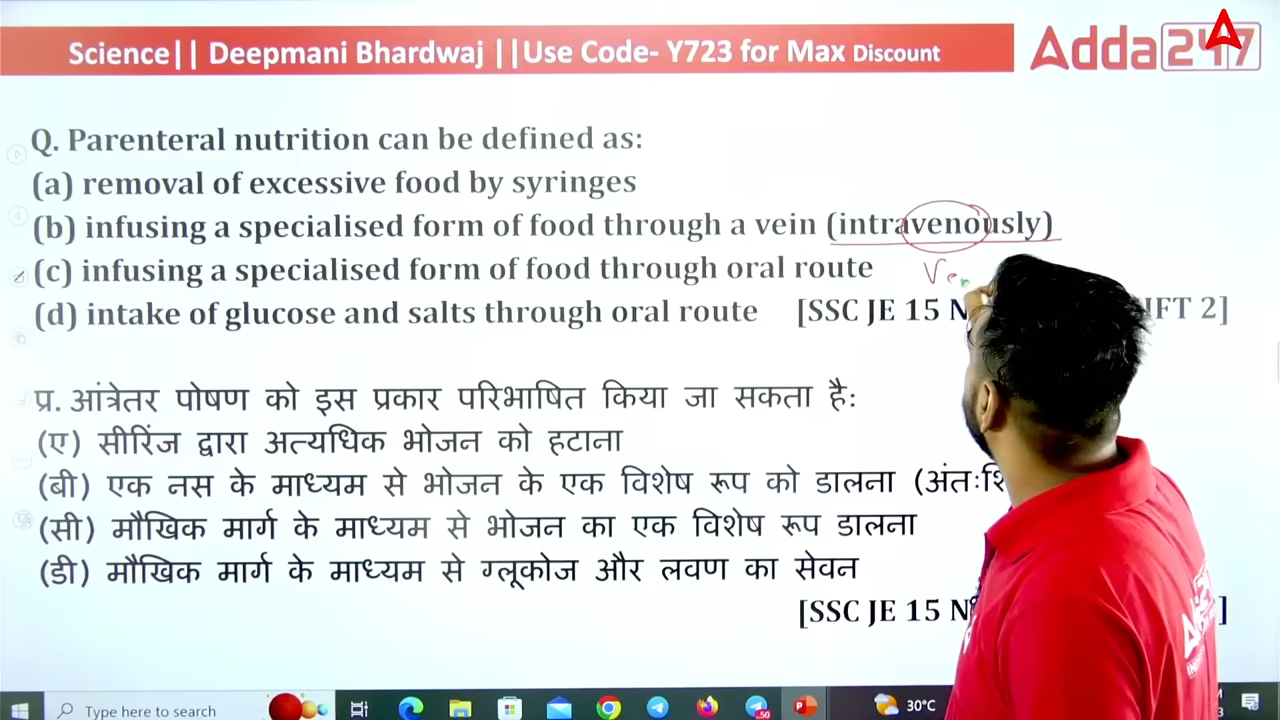 Science|| Deepmani Bhardwaj ||Use Code- Y723 for Max Discount
Adda 247
Q. Parenteral nutrition can be defined as:
(a) removal of excessive food by syringes
(b) infusing a specialised form of food through a vein (intravenously)
(c) infusing a specialised form of food through oral route
Ve
(d) intake of glucose and salts through oral route [SSC JE 15 N IFT 2]
प्र. आंत्रेतर पोषण को इस प्रकार परिभाषित किया जा सकता है:
(ए) सीरिंज द्वारा अत्यधिक भोजन को हटाना
(बी) एक नस के माध्यम से भोजन के एक विशेष रूप को डालना (अंतःशि
(सी) मौखिक मार्ग के माध्यम से भोजन का एक विशेष रूप डालना
(डी) मौखिक मार्ग के माध्यम से ग्लूकोज और लवण का सेवन
[SSC JE 15 N ]
Type here to search 30°C